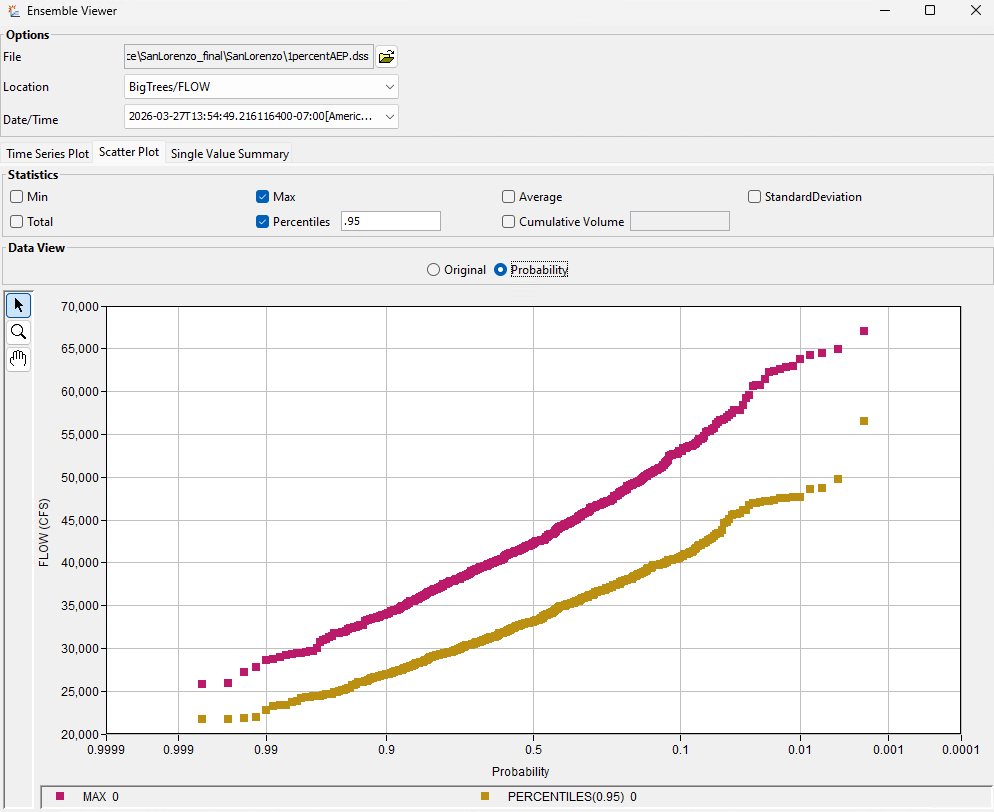 Ensemble Viewer
Options
File ce\SanLorenzo_final\SanLorenzo\1percentAEP.dss
Location BigTrees/FLOW
Date/Time 2026-03-27T13:54:49.216116400-07:00[Americ...
Time Series Plot Scatter Plot Single Value Summary
Statistics
Min Max Average StandardDeviation
Total Percentiles .95 Cumulative Volume
Data View
Original Probability
70,000
65,000
60,000
55,000
50,000
45,000
40,000
35,000
30,000
25,000
20,000
FLOW (CFS)
0.9999 0.999 0.99 0.9 0.5 0.1 0.01 0.001 0.0001
Probability
MAX 0 PERCENTILES(0.95) 0